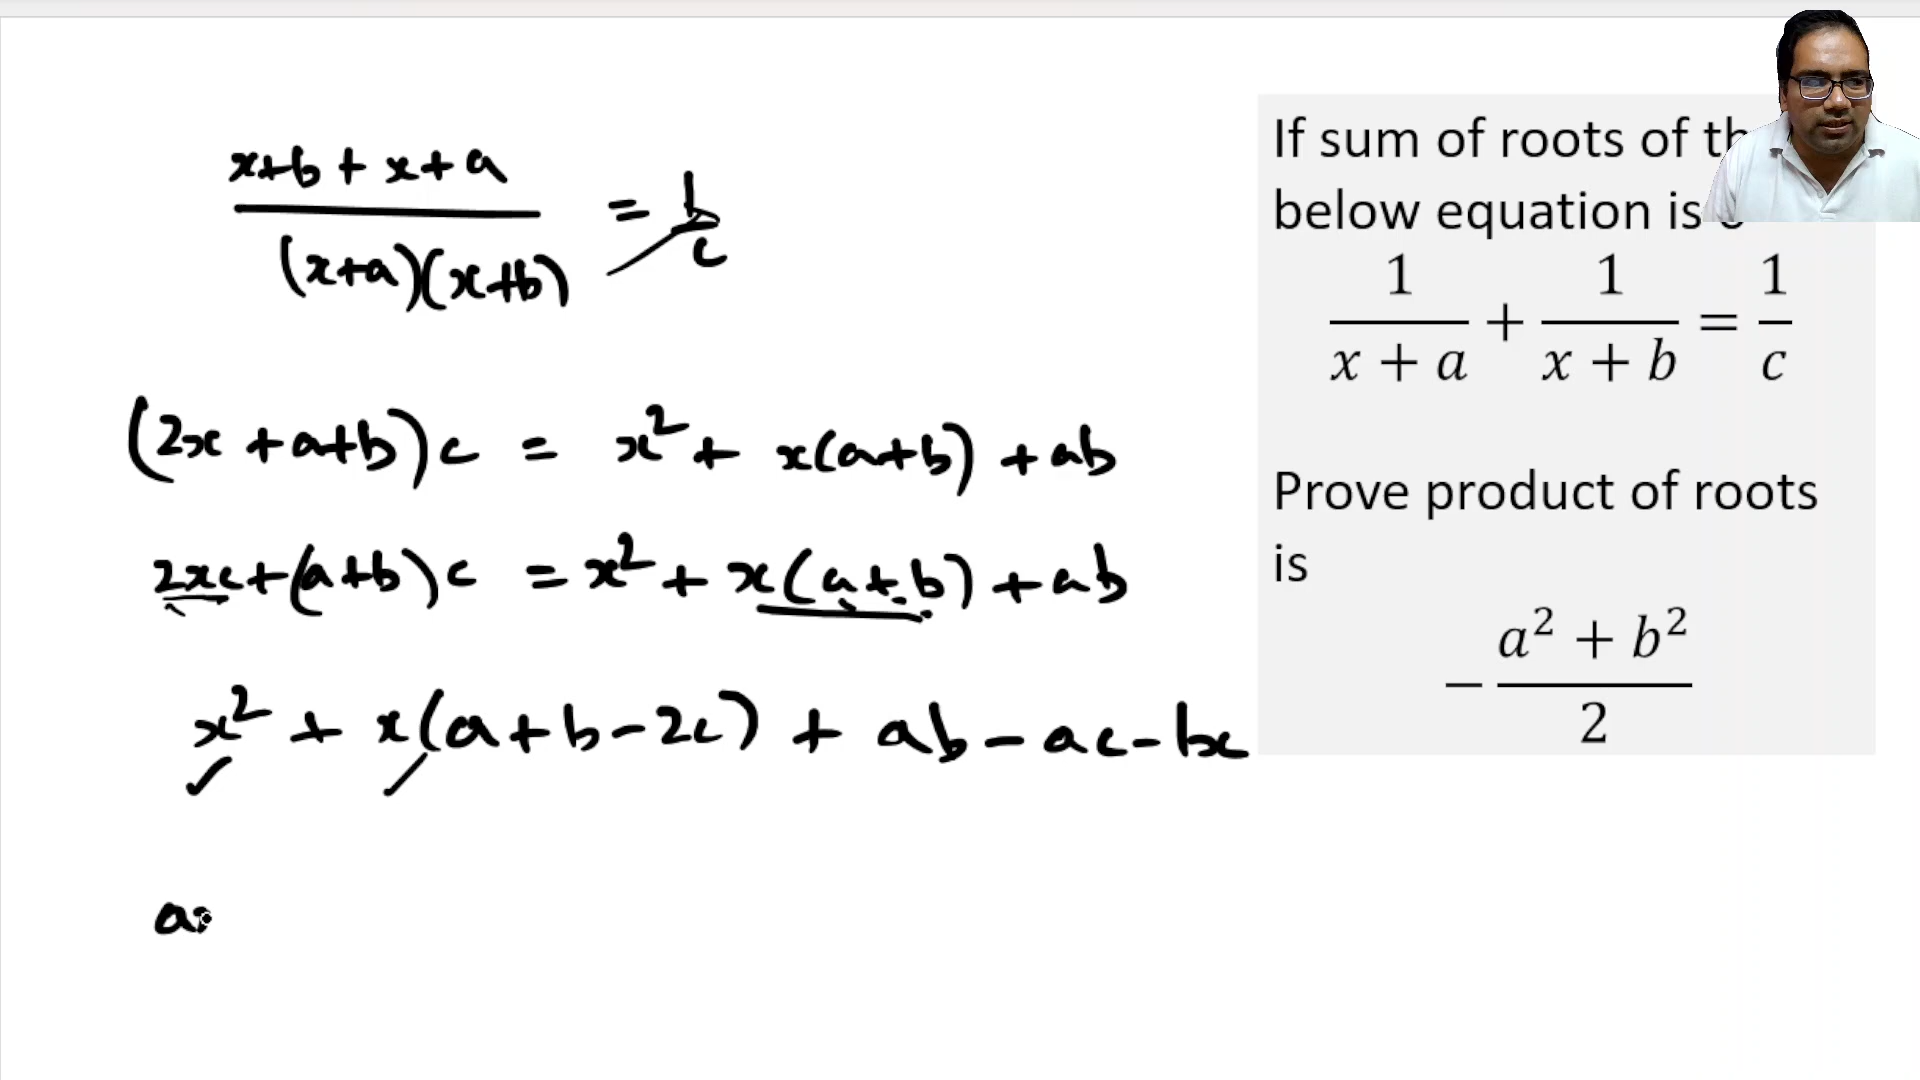 x+b + x+a
(x+a)(x+b)
= 1/c
(2x + a+b)c = x² + x(a+b) + ab
2xc+(a+b)c = x² + x(a+b) + ab
x² + x(a+b-2c) + ab - ac - bc
a
If sum of roots of
below equation is
1/(x + a) + 1/(x + b) = 1/c
Prove product of roots
is
- (a² + b²)/2